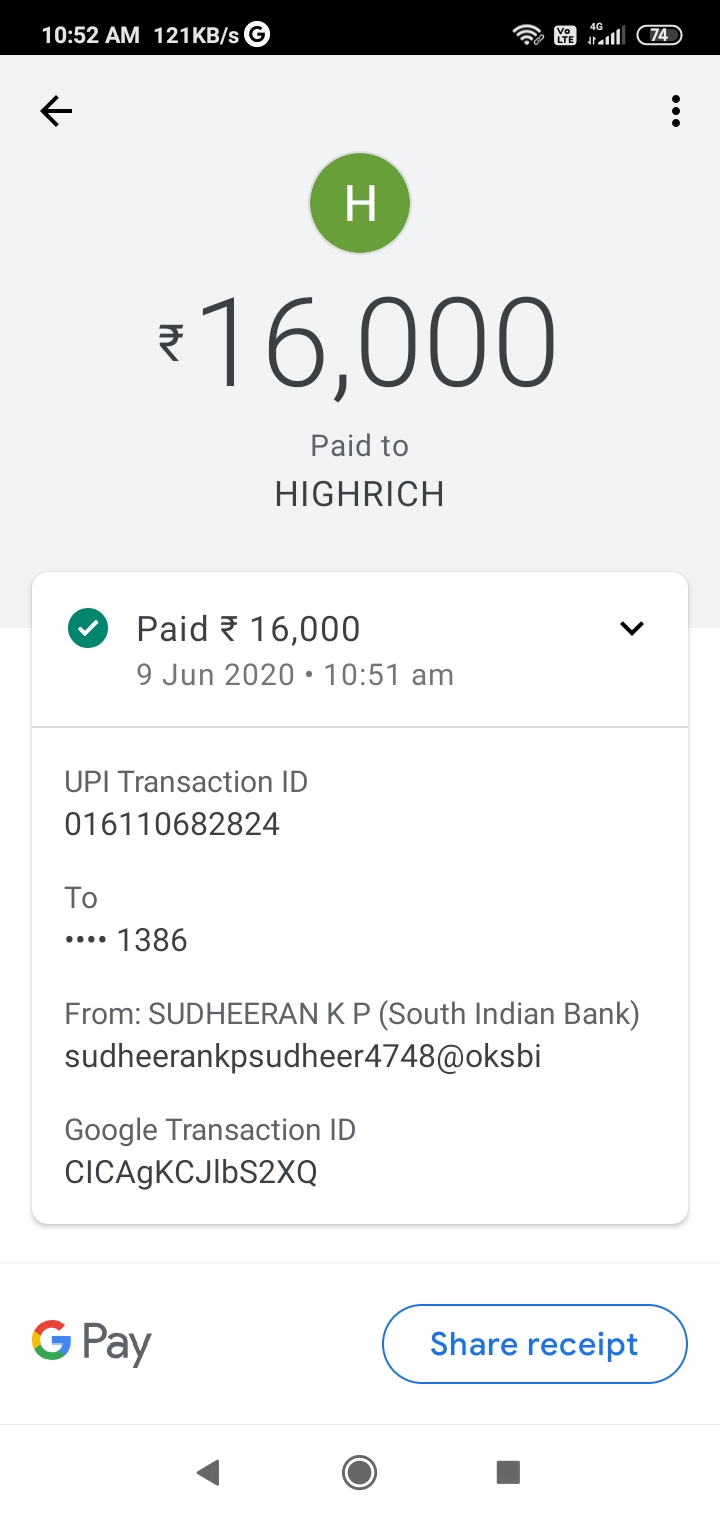 10:52 AM 121KB/s G Vo LTE 4G 74
H
₹16,000
Paid to
HIGHRICH
Paid ₹ 16,000
9 Jun 2020 • 10:51 am
UPI Transaction ID
016110682824
To
•••• 1386
From: SUDHEERAN K P (South Indian Bank)
sudheerankpsudheer4748@oksbi
Google Transaction ID
CICAgKCJlbS2XQ
G Pay
Share receipt